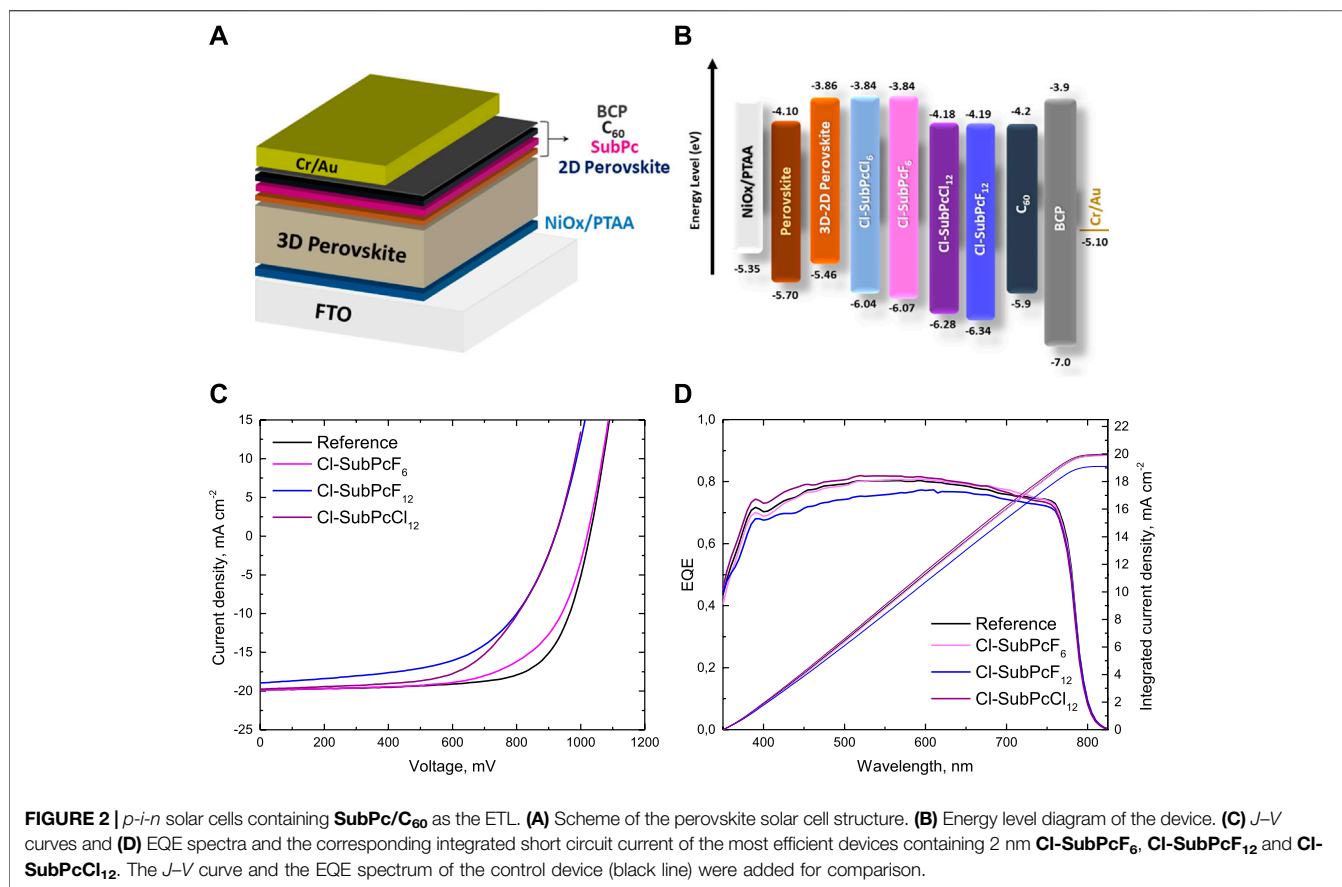 A
BCP
C60
SubPc
2D Perovskite
Cr/Au
NiOx/PTAA
3D Perovskite
FTO
B
Energy Level (eV)
NiOx/PTAA
-5.35
-4.10
Perovskite
-5.70
-3.86
3D-2D Perovskite
-5.46
-3.84
Cl-SubPcCl6
-6.04
-3.84
Cl-SubPcF6
-6.07
-4.18
Cl-SubPcCl12
-6.28
-4.19
Cl-SubPcF12
-6.34
-4.2
C60
-5.9
-3.9
BCP
-7.0
Cr/Au
-5.10
C
15
10
5
0
-5
-10
-15
-20
-25
Current density, mA cm-2
Reference
Cl-SubPcF6
Cl-SubPcF12
Cl-SubPcCl12
0 200 400 600 800 1000 1200
Voltage, mV
D
1,0
0,8
0,6
0,4
0,2
0,0
EQE
Reference
Cl-SubPcF6
Cl-SubPcF12
Cl-SubPcCl12
22
20
18
16
14
12
10
8
6
4
2
0
Integrated current density, mA cm-2
400 500 600 700 800
Wavelength, nm
FIGURE 2 | p-i-n solar cells containing SubPc/C60 as the ETL. (A) Scheme of the perovskite solar cell structure. (B) Energy level diagram of the device. (C) J–V
curves and (D) EQE spectra and the corresponding integrated short circuit current of the most efficient devices containing 2 nm Cl-SubPcF6, Cl-SubPcF12 and Cl-
SubPcCl12. The J–V curve and the EQE spectrum of the control device (black line) were added for comparison.